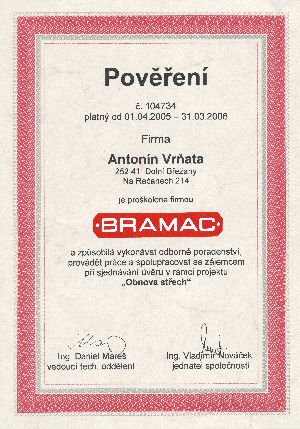 Pověření
č. 104734
platný od 01.04.2005 – 31.03.2006
Firma
Antonín Vrňata
252 41 Dolní Břežany
Na Řečanech 214
je proškolena firmou
BRAMAC
a způsobilá vykonávat odborné poradenství,
provádět práce a spolupracovat se zájemcem
při sjednávání úvěru v rámci projektu
„Obnova střech“
Ing. Daniel Mareš
vedoucí tech. oddělení
Ing. Vladimír Nováček
jednatel společnosti